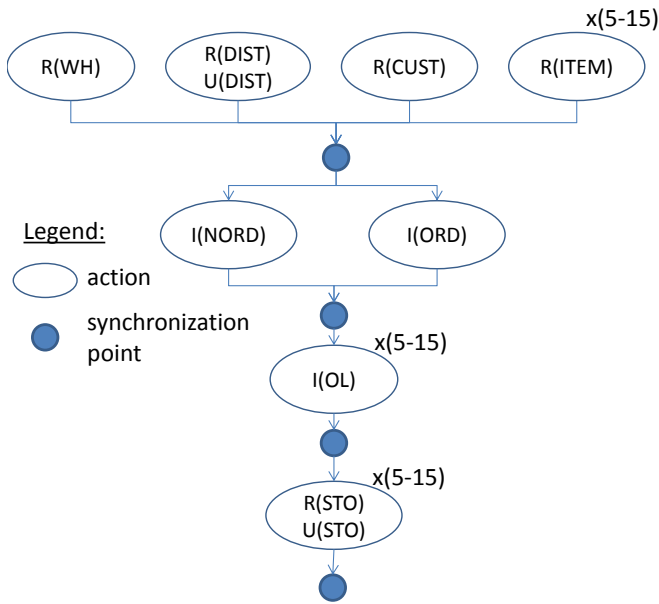 x(5-15)
R(WH)
R(DIST)
U(DIST)
R(CUST)
R(ITEM)
I(NORD)
I(ORD)
Legend:
action
synchronization
point
x(5-15)
I(OL)
x(5-15)
R(STO)
U(STO)